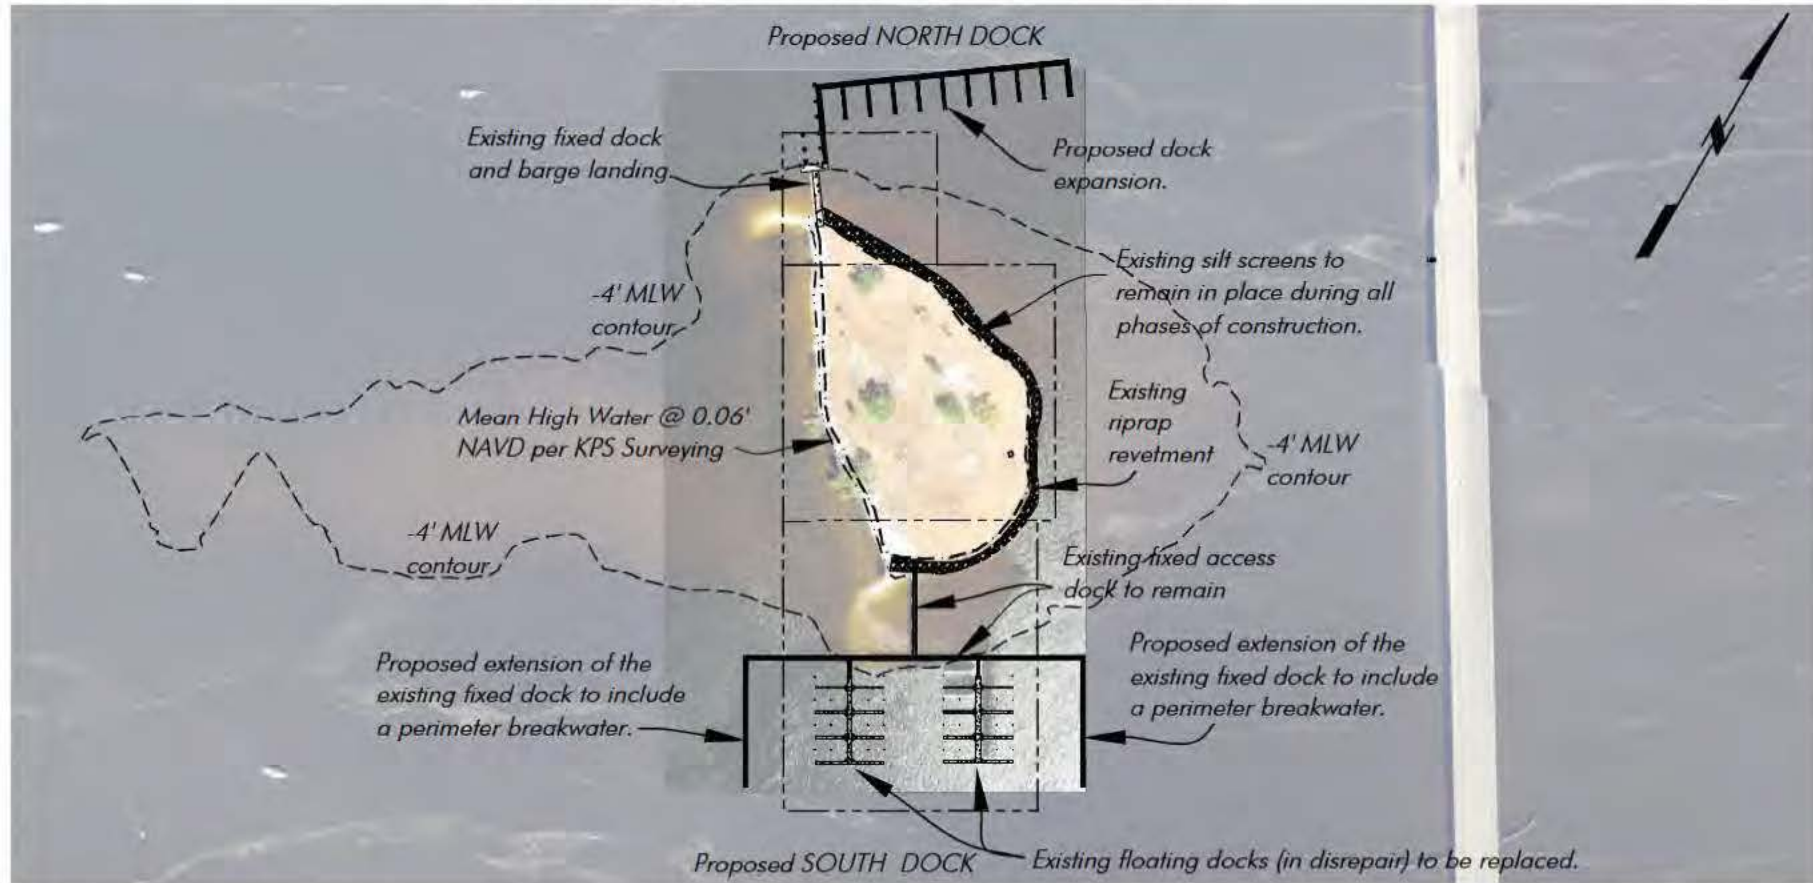 Proposed NORTH DOCK
Existing fixed dock
and barge landing
Proposed dock
expansion.
Existing silt screens to
remain in place during all
phases of construction.
-4' MLW
contour
Mean High Water @ 0.06'
NAVD per KPS Surveying
Existing
riprap
revetment
-4' MLW
contour
-4' MLW
contour
Existing fixed access
dock to remain
Proposed extension of the
existing fixed dock to include
a perimeter breakwater.
Proposed extension of the
existing fixed dock to include
a perimeter breakwater.
Proposed SOUTH DOCK
Existing floating docks (in disrepair) to be replaced.
N